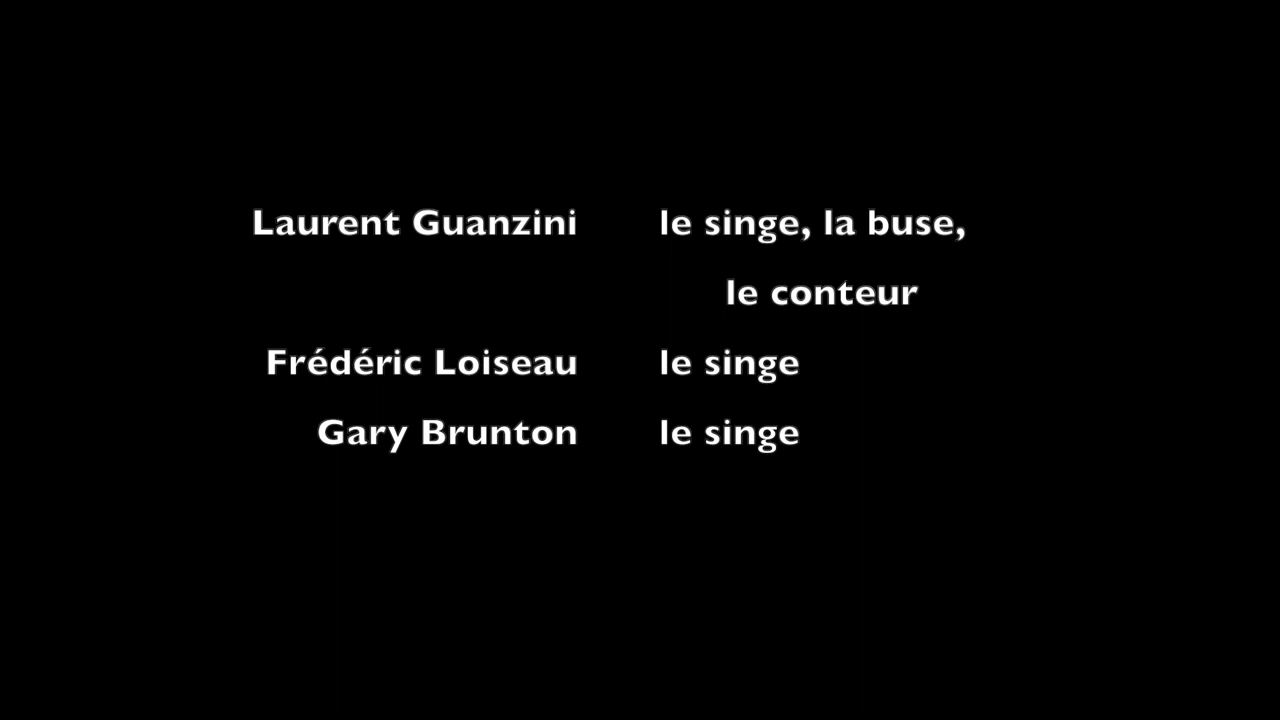 Laurent Guanzini le singe, la buse,
le conteur
Frédéric Loiseau le singe
Gary Brunton le singe